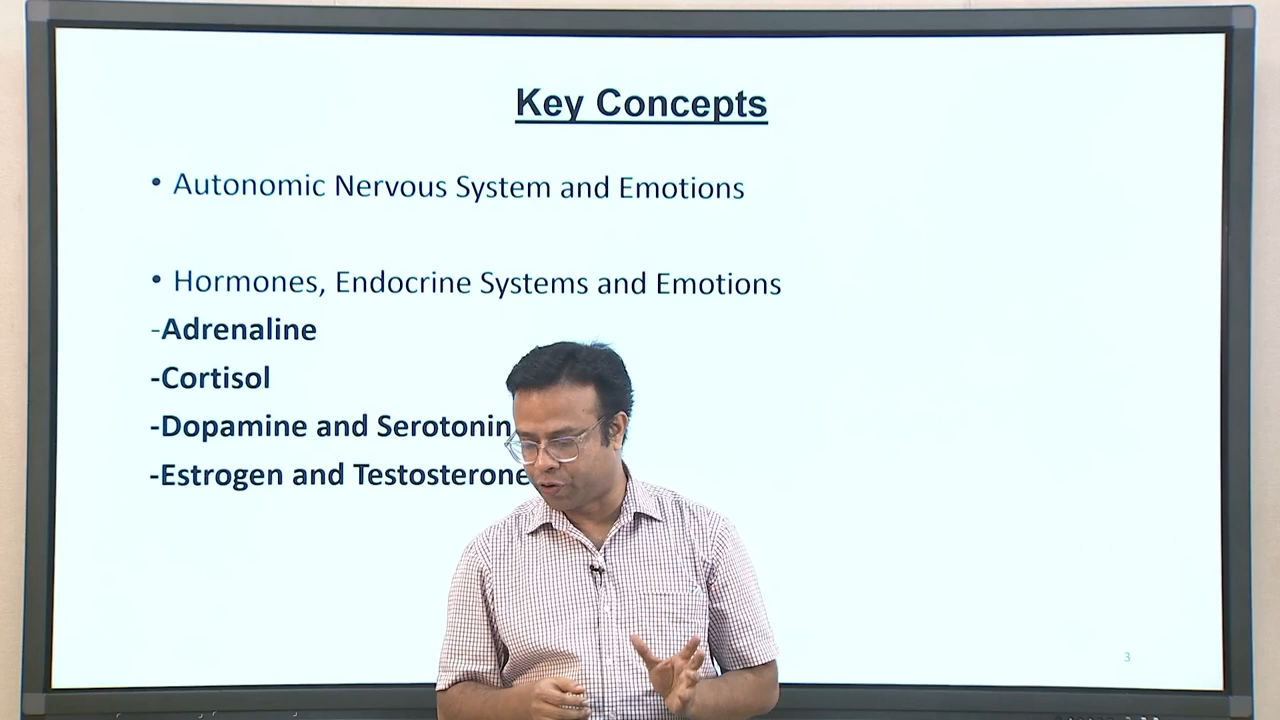 Key Concepts
• Autonomic Nervous System and Emotions
• Hormones, Endocrine Systems and Emotions
-Adrenaline
-Cortisol
-Dopamine and Serotonin
-Estrogen and Testosterone
3